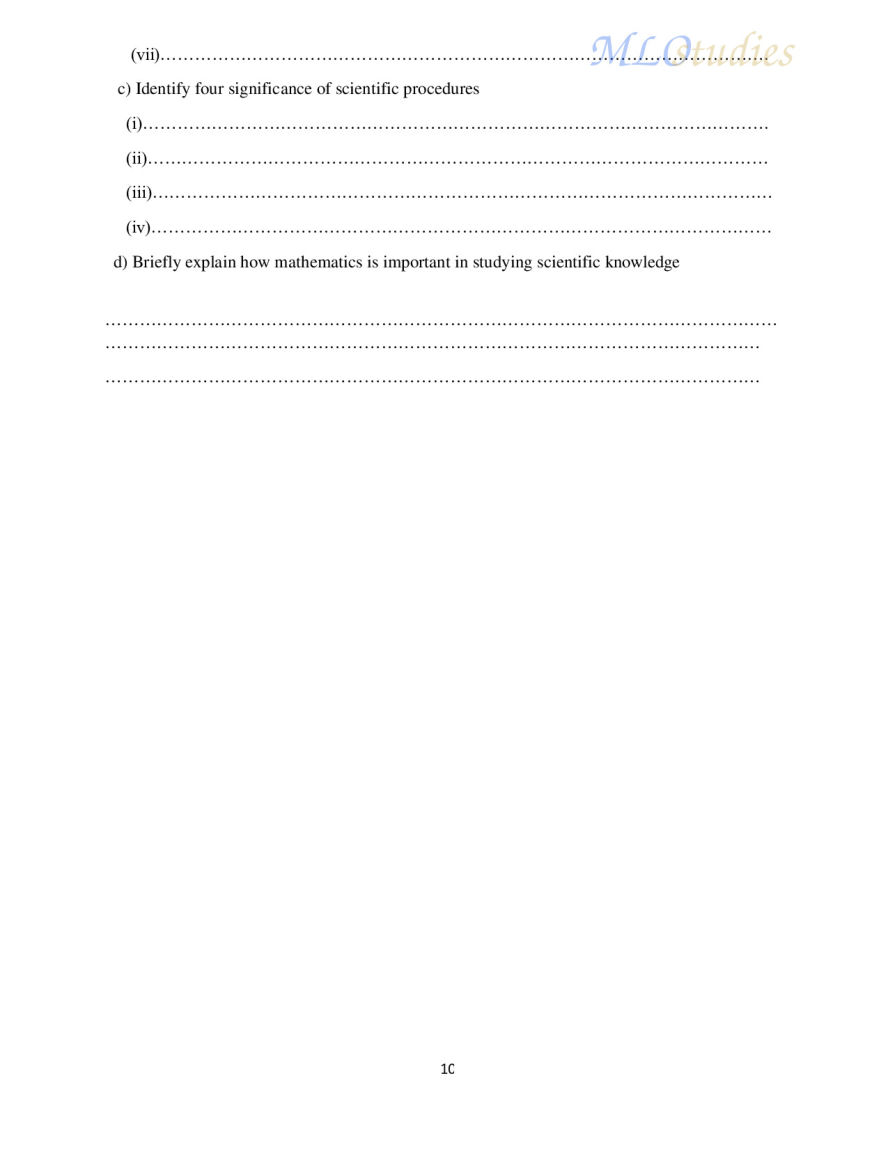 MLOstudies
(vii)………………………………………………………………………………………………
c) Identify four significance of scientific procedures
(i)…………………………………………………………………………………………………
(ii)…………………………………………………………………………………………………
(iii)…………………………………………………………………………………………………
(iv)…………………………………………………………………………………………………
d) Briefly explain how mathematics is important in studying scientific knowledge
…………………………………………………………………………………………………………
………………………………………………………………………………………………………
………………………………………………………………………………………………………
10